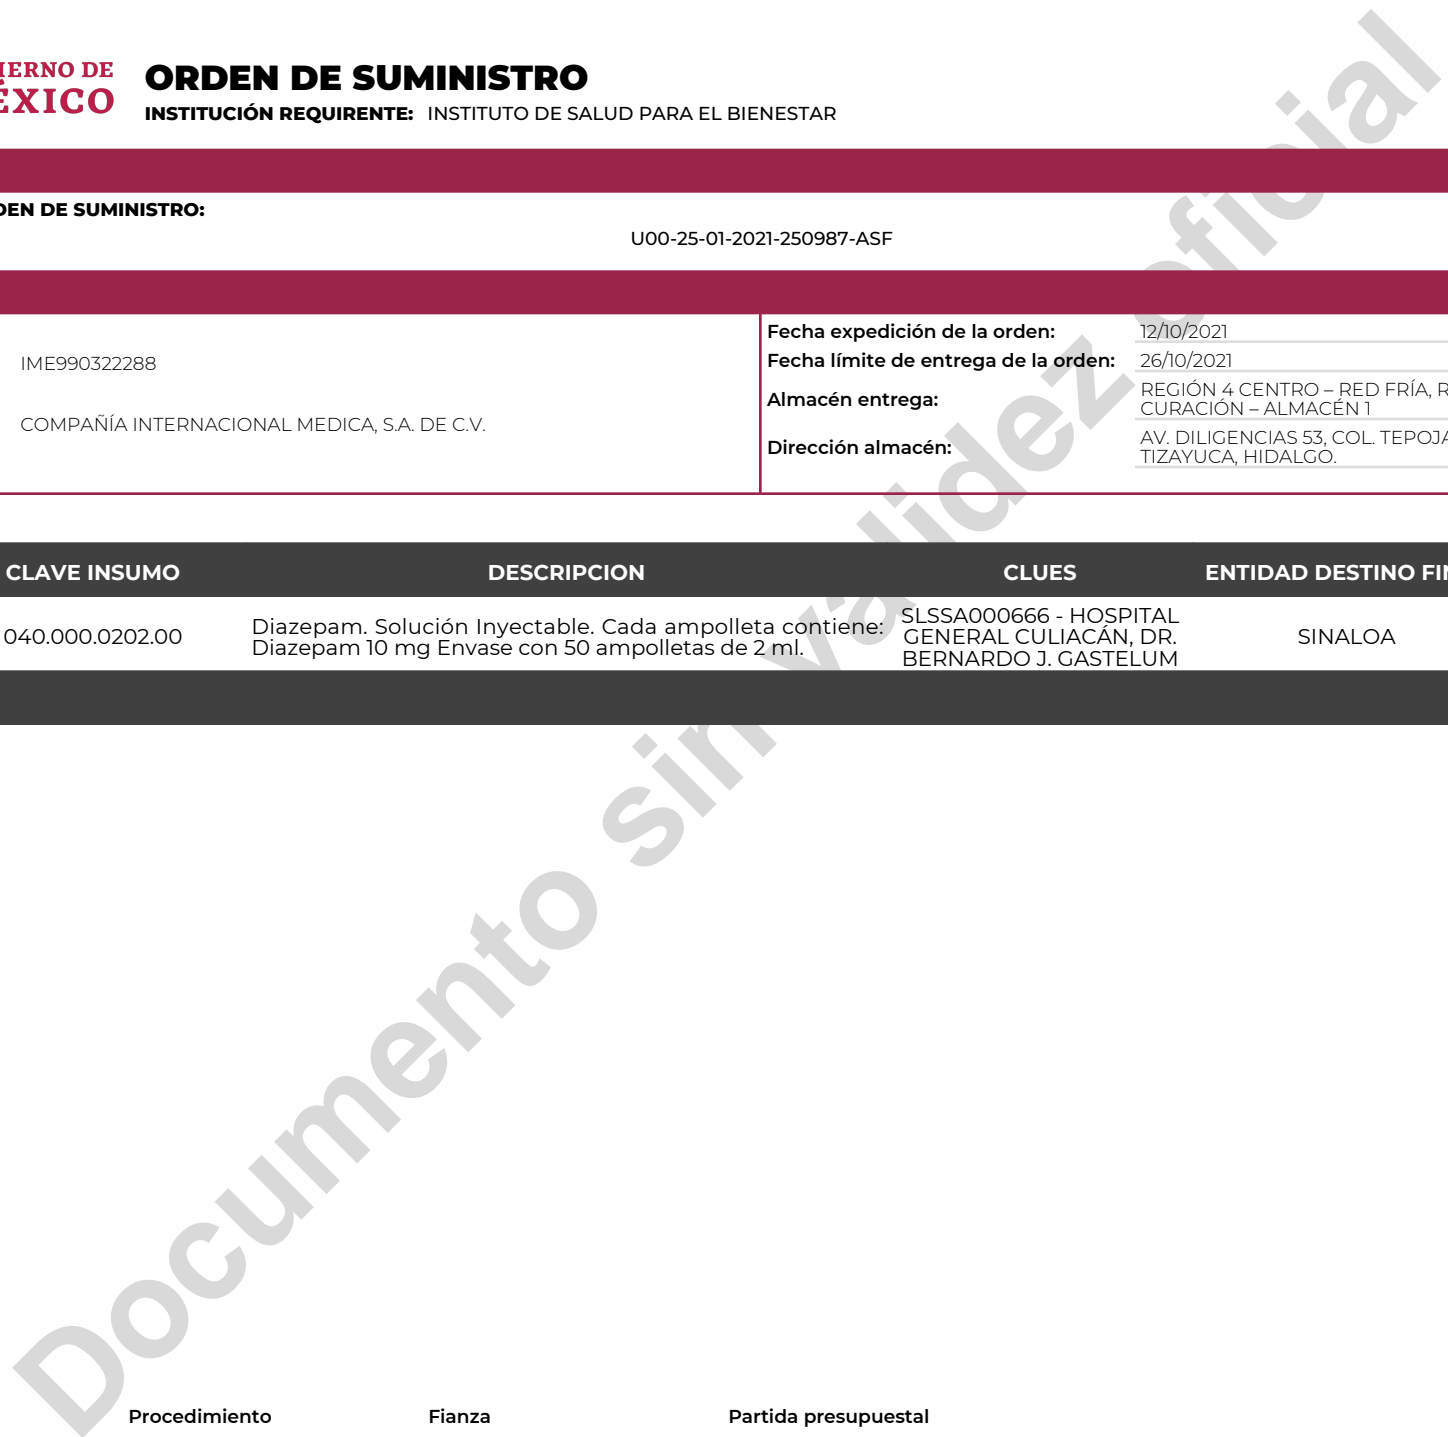 IERNO DE
ÉXICO
ORDEN DE SUMINISTRO
INSTITUCIÓN REQUIRENTE: INSTITUTO DE SALUD PARA EL BIENESTAR
DEN DE SUMINISTRO:
U00-25-01-2021-250987-ASF
IME990322288
COMPAÑÍA INTERNACIONAL MEDICA, S.A. DE C.V.
Fecha expedición de la orden: 12/10/2021
Fecha límite de entrega de la orden: 26/10/2021
Almacén entrega: REGIÓN 4 CENTRO – RED FRÍA, R
CURACIÓN – ALMACÉN 1
Dirección almacén: AV. DILIGENCIAS 53, COL. TEPOJA
TIZAYUCA, HIDALGO.
CLAVE INSUMO DESCRIPCION CLUES ENTIDAD DESTINO FIN
040.000.0202.00
Diazepam. Solución Inyectable. Cada ampolleta contiene:
Diazepam 10 mg Envase con 50 ampolletas de 2 ml.
SLSSA000666 - HOSPITAL
GENERAL CULIACÁN, DR.
BERNARDO J. GASTELUM
SINALOA
Documento sin validez oficial
Procedimiento Fianza Partida presupuestal